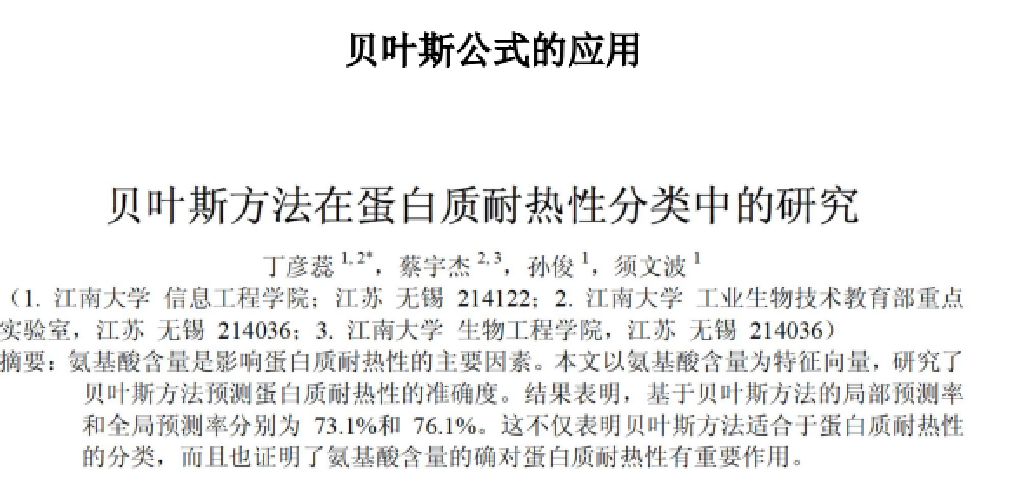 贝叶斯公式的应用
贝叶斯方法在蛋白质耐热性分类中的研究
丁彦蕊 1,2*，蔡宇杰 2,3，孙俊 1，须文波 1
（1. 江南大学 信息工程学院；江苏 无锡 214122；2. 江南大学 工业生物技术教育部重点
实验室，江苏 无锡 214036；3. 江南大学 生物工程学院，江苏 无锡 214036）
摘要：氨基酸含量是影响蛋白质耐热性的主要因素。本文以氨基酸含量为特征向量，研究了
贝叶斯方法预测蛋白质耐热性的准确度。结果表明，基于贝叶斯方法的局部预测率
和全局预测率分别为 73.1%和 76.1%。这不仅表明贝叶斯方法适合于蛋白质耐热性
的分类，而且也证明了氨基酸含量的确对蛋白质耐热性有重要作用。